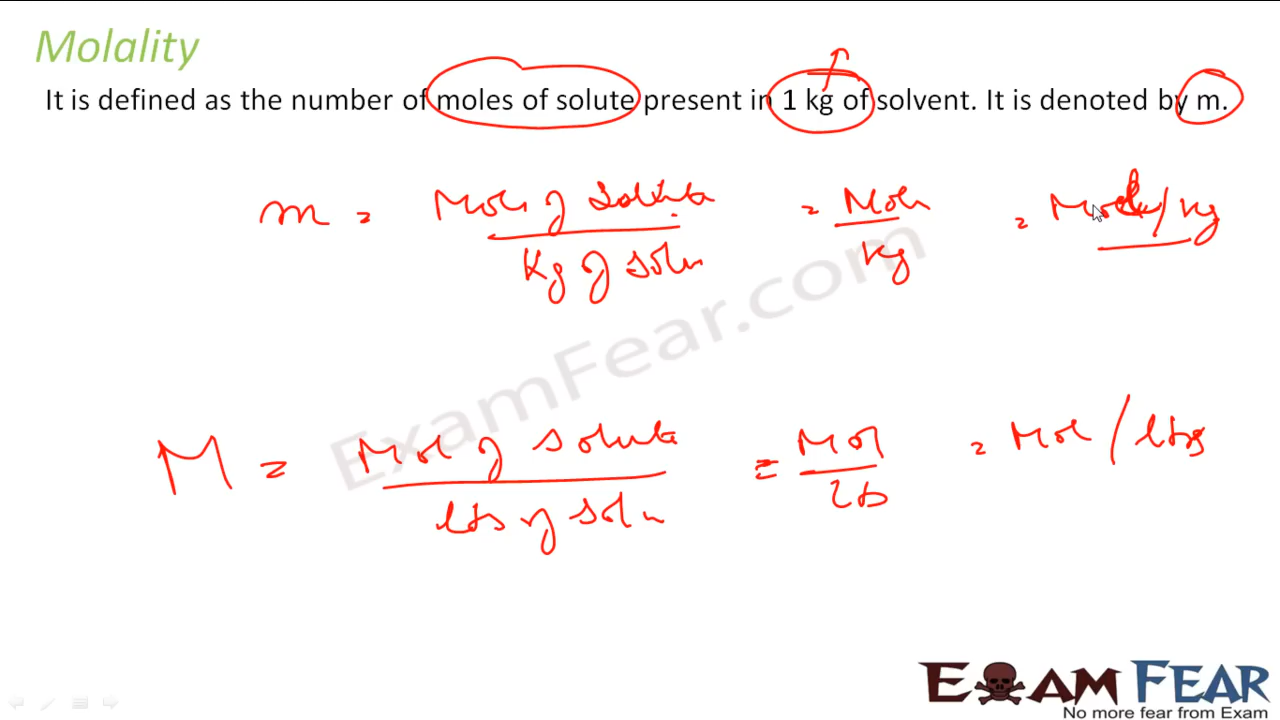 Molality
It is defined as the number of moles of solute present in 1 kg of solvent. It is denoted by m.
m = Mole of Solute / Kg of Soln = Mole / Kg = Mole/Kg
M = Mol of Solute / ltrs of Soln = Mol / ltr = Mol/ltrs
ExamFear.com
EXAM FEAR
No more fear from Exam